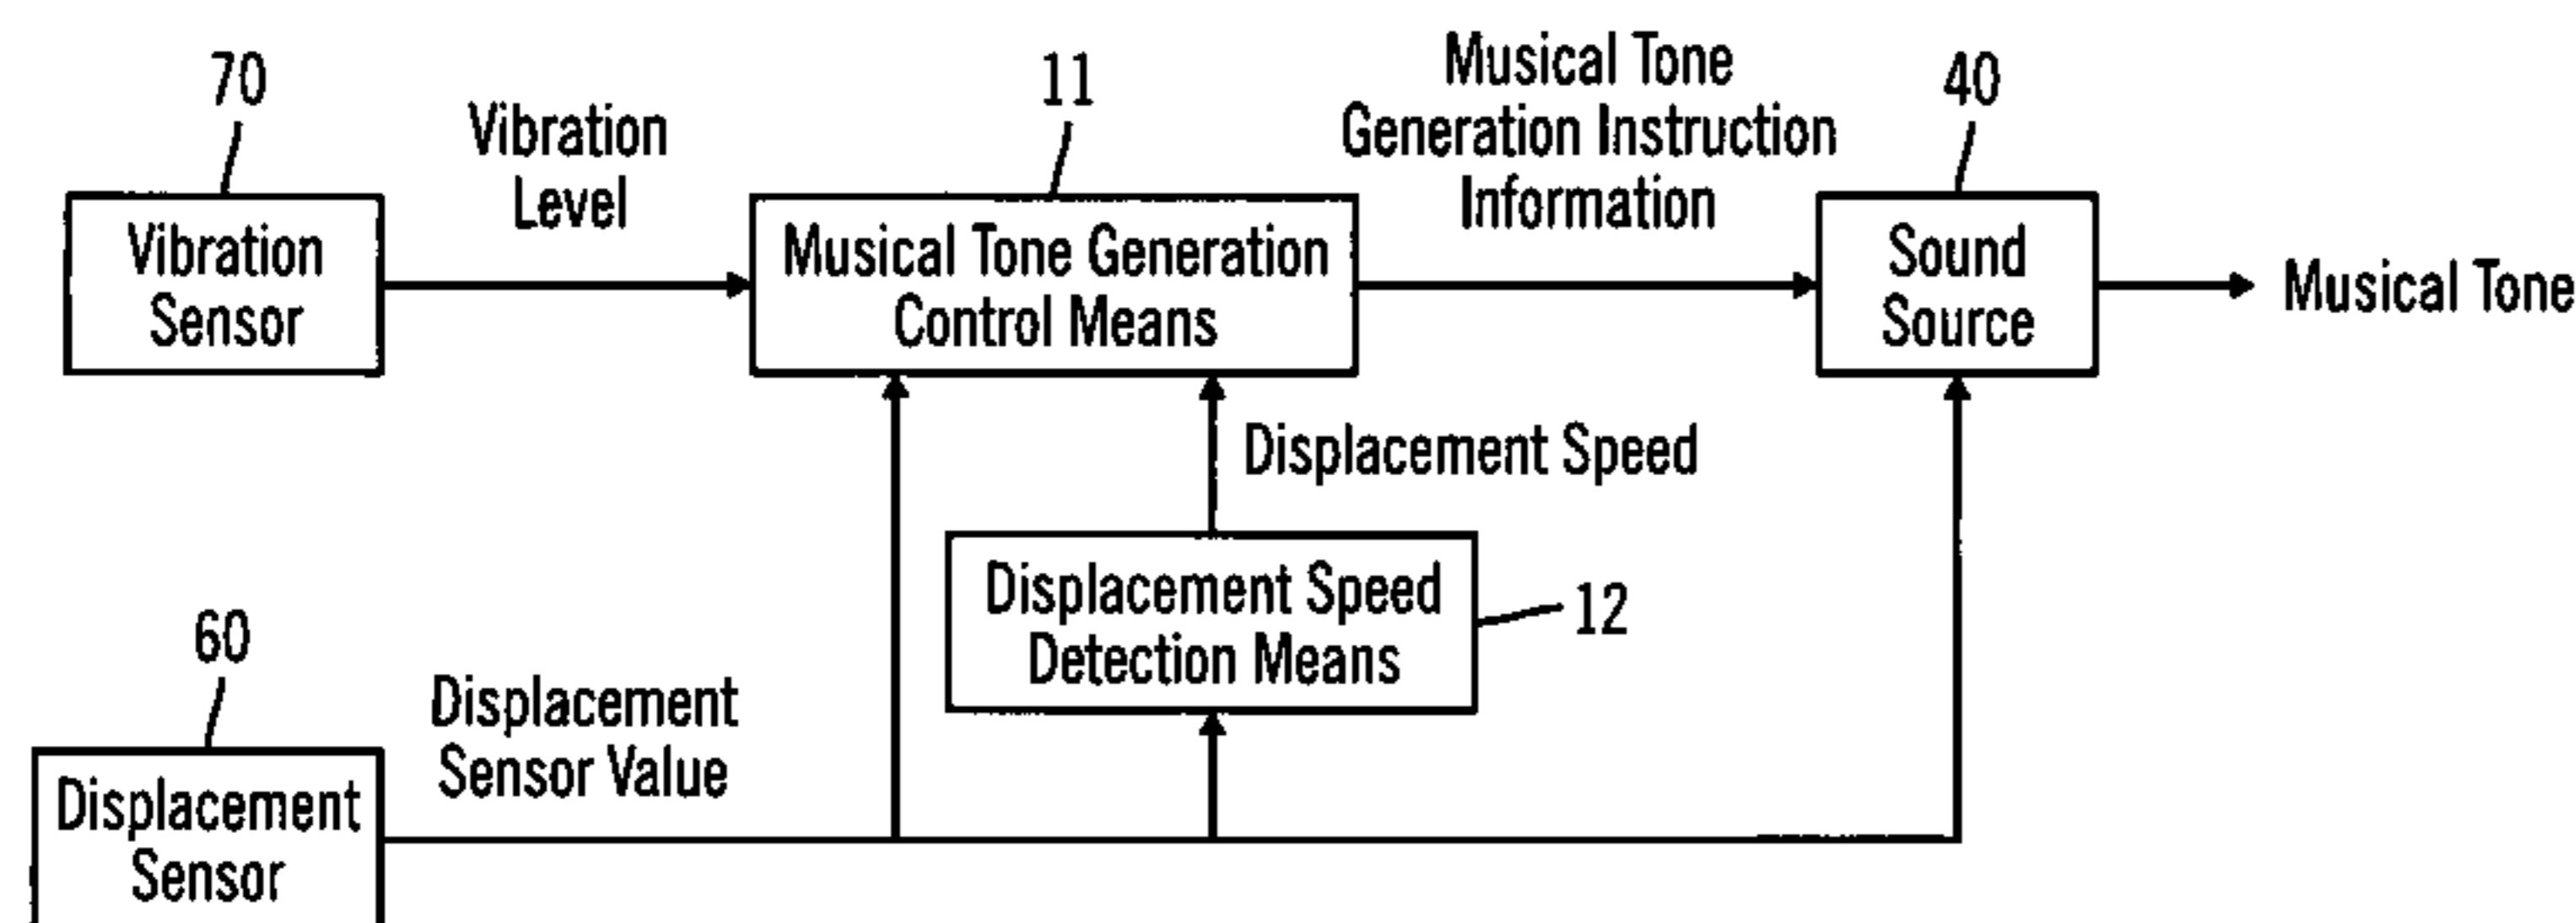 70
Vibration
Level
11
Musical Tone
Generation Instruction
Information
40
Vibration
Sensor
Musical Tone Generation
Control Means
Sound
Source
Musical Tone
Displacement Speed
Displacement Speed
Detection Means
12
60
Displacement
Sensor Value
Displacement
Sensor